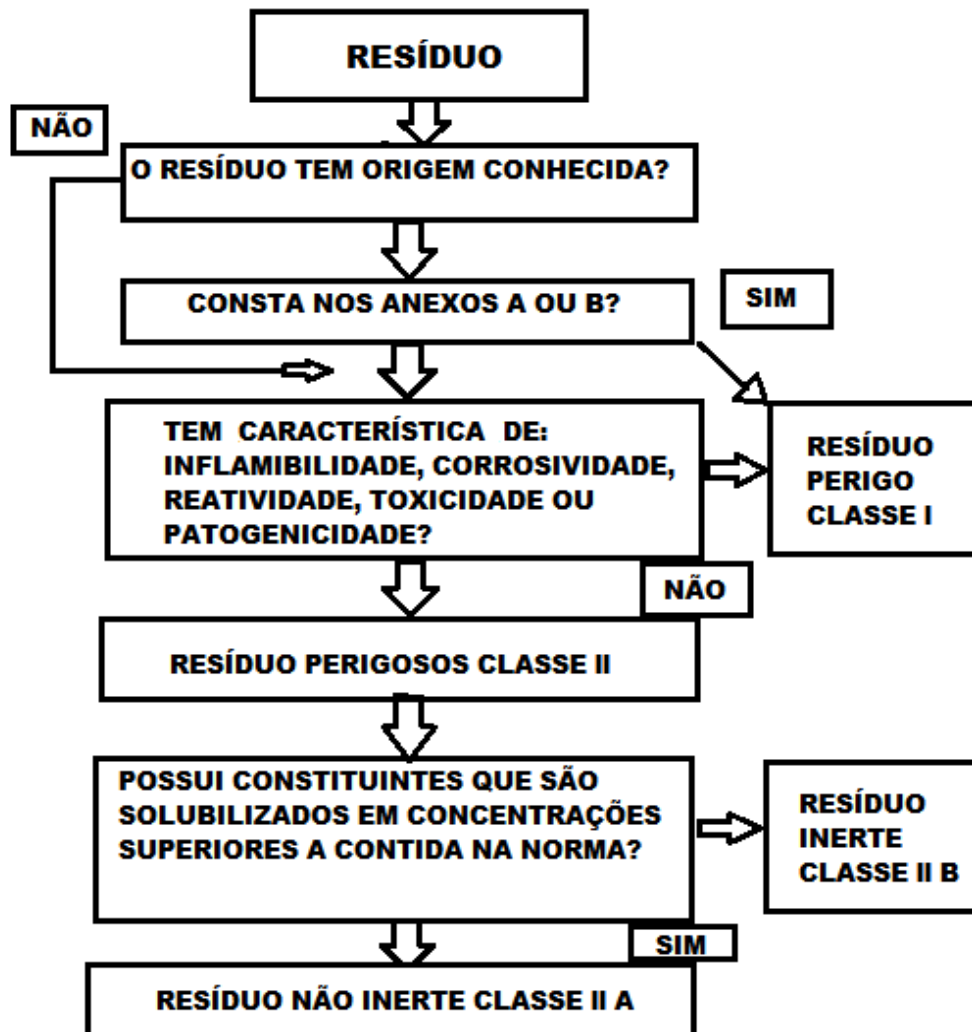 RESÍDUO
NÃO
O RESÍDUO TEM ORIGEM CONHECIDA?
CONSTA NOS ANEXOS A OU B?
SIM
TEM CARACTERÍSTICA DE:
INFLAMIBILIDADE, CORROSIVIDADE,
REATIVIDADE, TOXICIDADE OU
PATOGENICIDADE?
RESÍDUO
PERIGO
CLASSE I
NÃO
RESÍDUO PERIGOSOS CLASSE II
POSSUI CONSTITUINTES QUE SÃO
SOLUBILIZADOS EM CONCENTRAÇÕES
SUPERIORES A CONTIDA NA NORMA?
RESÍDUO
INERTE
CLASSE II B
SIM
RESÍDUO NÃO INERTE CLASSE II A